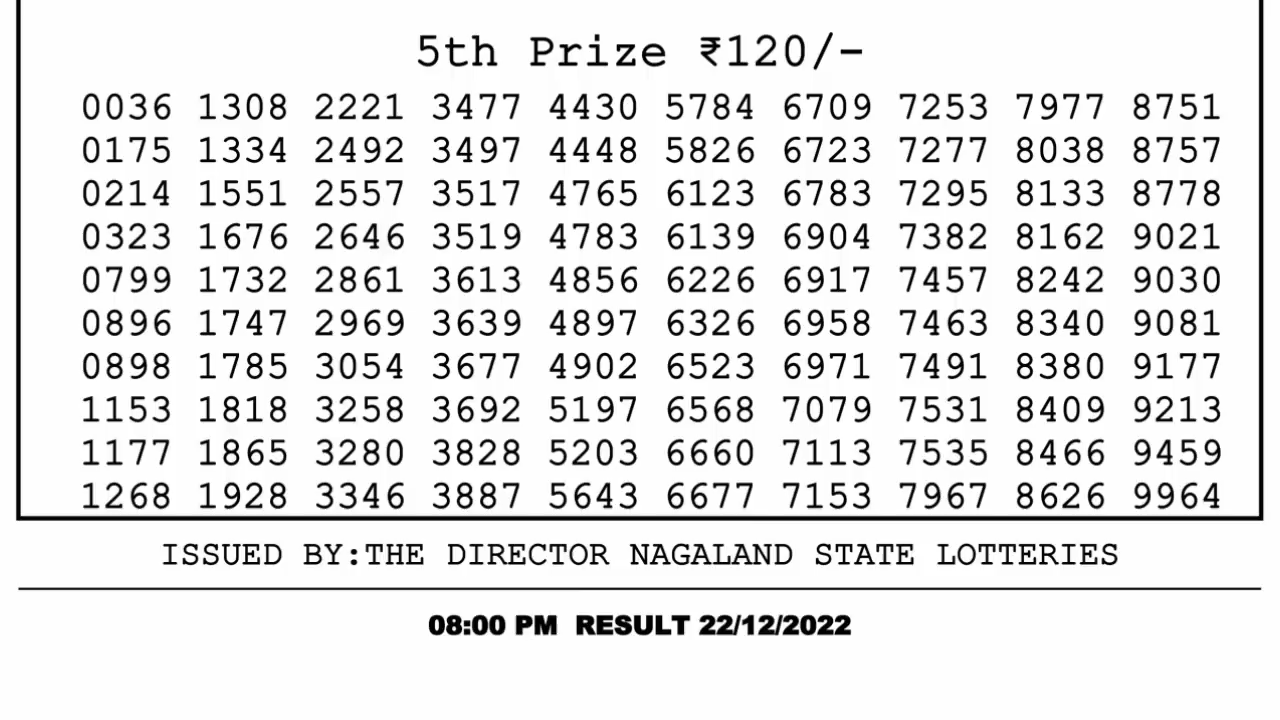 5th Prize ₹120/-
0036 1308 2221 3477 4430 5784 6709 7253 7977 8751
0175 1334 2492 3497 4448 5826 6723 7277 8038 8757
0214 1551 2557 3517 4765 6123 6783 7295 8133 8778
0323 1676 2646 3519 4783 6139 6904 7382 8162 9021
0799 1732 2861 3613 4856 6226 6917 7457 8242 9030
0896 1747 2969 3639 4897 6326 6958 7463 8340 9081
0898 1785 3054 3677 4902 6523 6971 7491 8380 9177
1153 1818 3258 3692 5197 6568 7079 7531 8409 9213
1177 1865 3280 3828 5203 6660 7113 7535 8466 9459
1268 1928 3346 3887 5643 6677 7153 7967 8626 9964
ISSUED BY:THE DIRECTOR NAGALAND STATE LOTTERIES
08:00 PM RESULT 22/12/2022